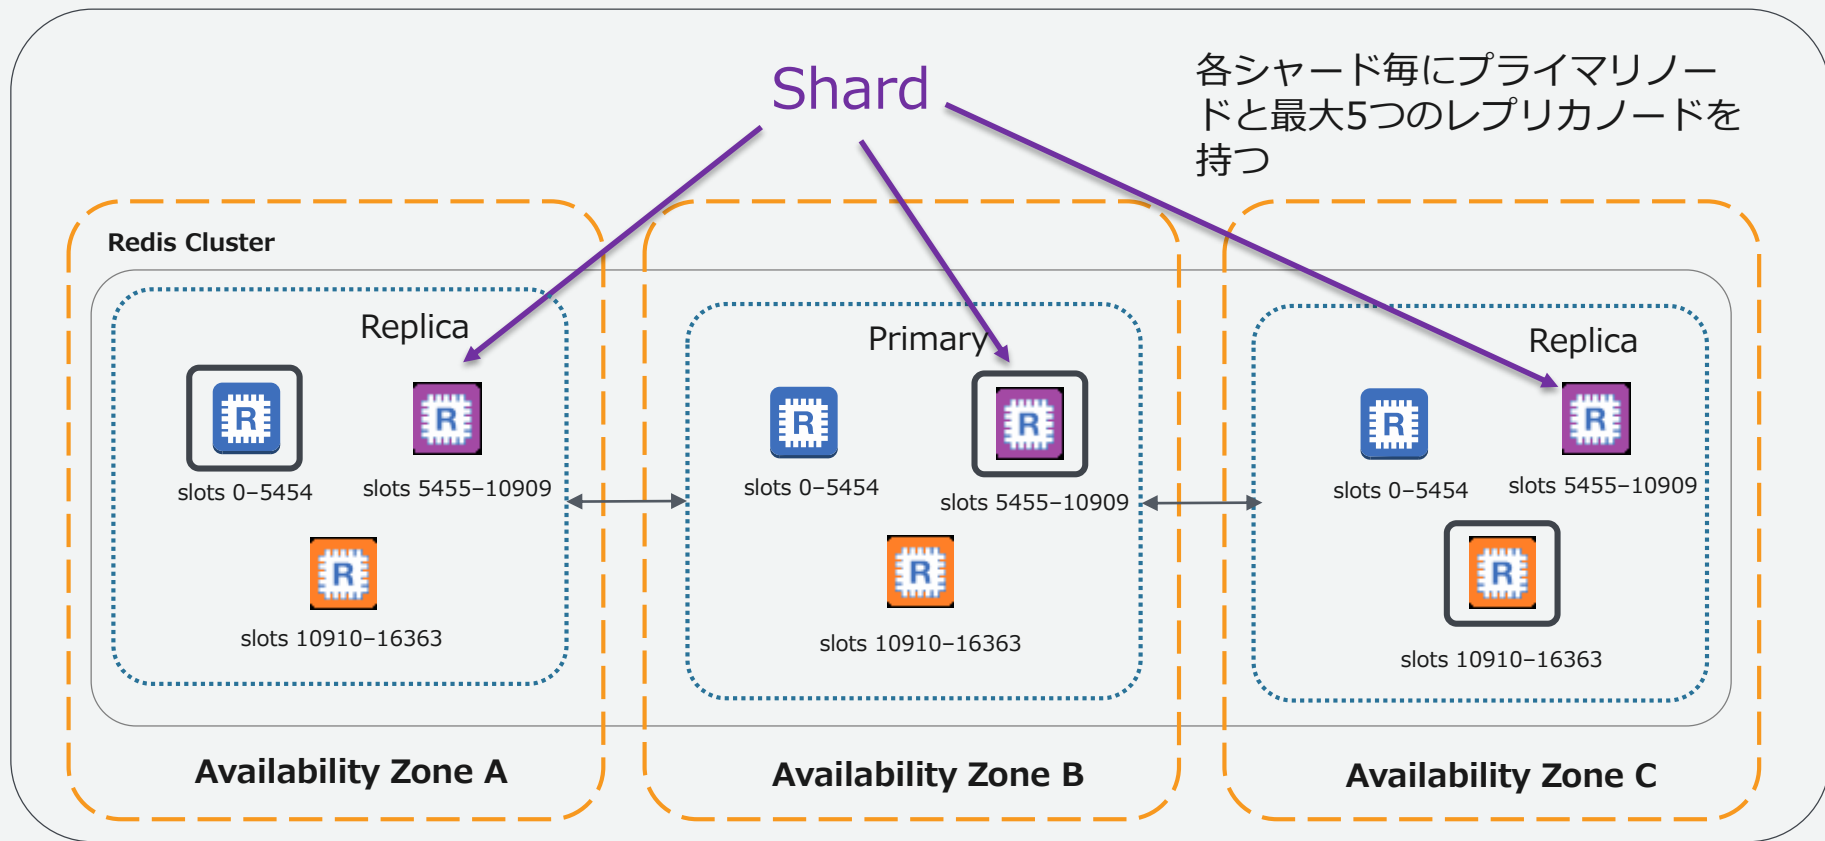 Shard
各シャード毎にプライマリノー
ドと最大5つのレプリカノードを
持つ
Redis Cluster
Replica
R
R
slots 0–5454
slots 5455–10909
R
slots 10910–16363
Availability Zone A
Primary
R
R
slots 0–5454
slots 5455–10909
R
slots 10910–16363
Availability Zone B
Replica
R
R
slots 0–5454
slots 5455–10909
R
slots 10910–16363
Availability Zone C